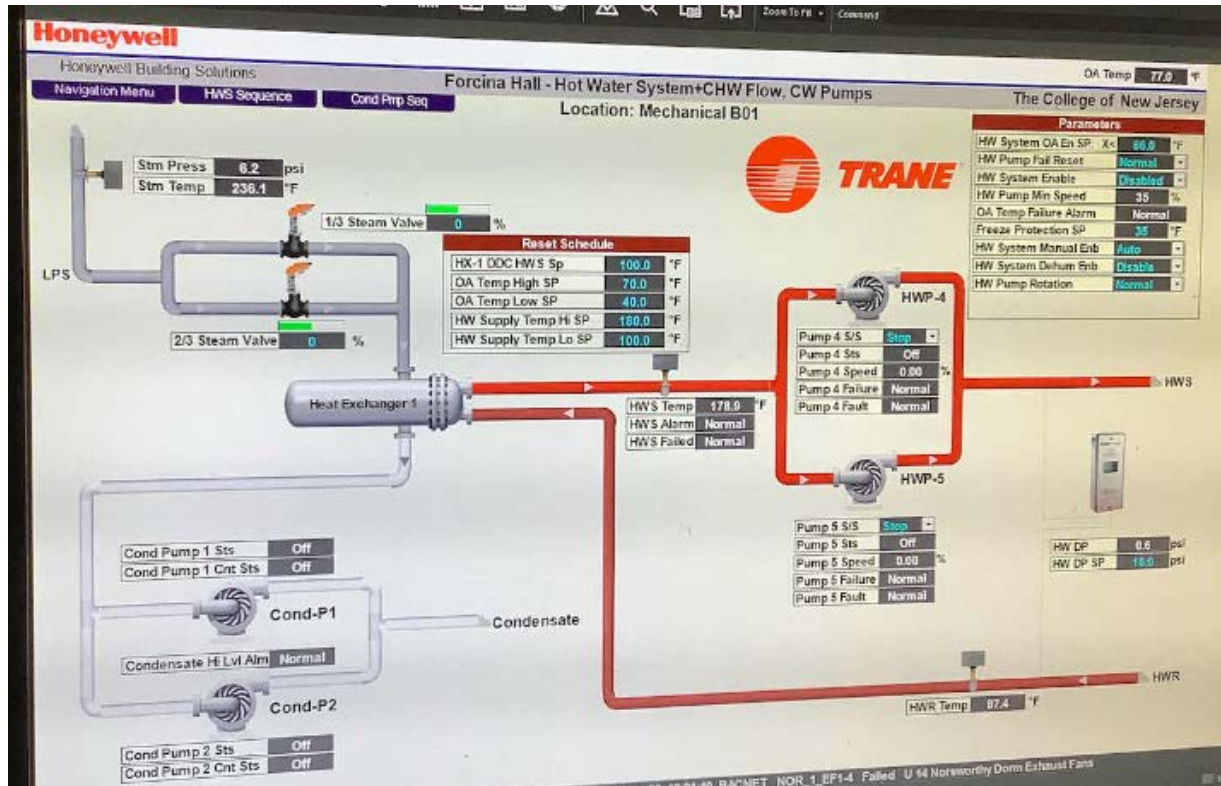 Zoom To Fit Command
Honeywell
Honeywell Building Solutions
OA Temp 77.0 °F
Navigation Menu HWS Sequence Cond Pmp Seq
Forcina Hall - Hot Water System+CHW Flow, CW Pumps
The College of New Jersey
Location: Mechanical B01
Parameters
HW System OA En SP: X< 66.0 °F
HW Pump Fail Reset Normal
HW System Enable Disabled
HW Pump Min Speed 35 %
OA Temp Failure Alarm Normal
Freeze Protection SP 35 °F
HW System Manual Enb Auto
HW System Dehum Enb Disable
HW Pump Rotation Normal
TRANE
Stm Press 6.2 psi
Stm Temp 236.1 °F
1/3 Steam Valve 0 %
LPS
2/3 Steam Valve 0 %
Reset Schedule
HX-1 DDC HWS Sp 100.0 °F
OA Temp High SP 70.0 °F
OA Temp Low SP 40.0 °F
HW Supply Temp Hi SP 180.0 °F
HW Supply Temp Lo SP 100.0 °F
HWP-4
Pump 4 S/S Stop
Pump 4 Sts Off
Pump 4 Speed 0.00 %
Pump 4 Failure Normal
Pump 4 Fault Normal
HWS
Heat Exchanger 1
HWS Temp 178.9 °F
HWS Alarm Normal
HWS Failed Normal
HWP-5
Pump 5 S/S Stop
Pump 5 Sts Off
Pump 5 Speed 0.00 %
Pump 5 Failure Normal
Pump 5 Fault Normal
HW DP 0.6 psi
HW DP SP psi
Cond Pump 1 Sts Off
Cond Pump 1 Cnt Sts Off
Cond-P1
Condensate
Condensate Hi Lvl Alm Normal
Cond-P2
Cond Pump 2 Sts Off
Cond Pump 2 Cnt Sts Off
HWR
HWR Temp 97.4 °F
BACNET NOR_1_EF1-4 Failed U 14 Norsworthy Dorm Exhaust Fans